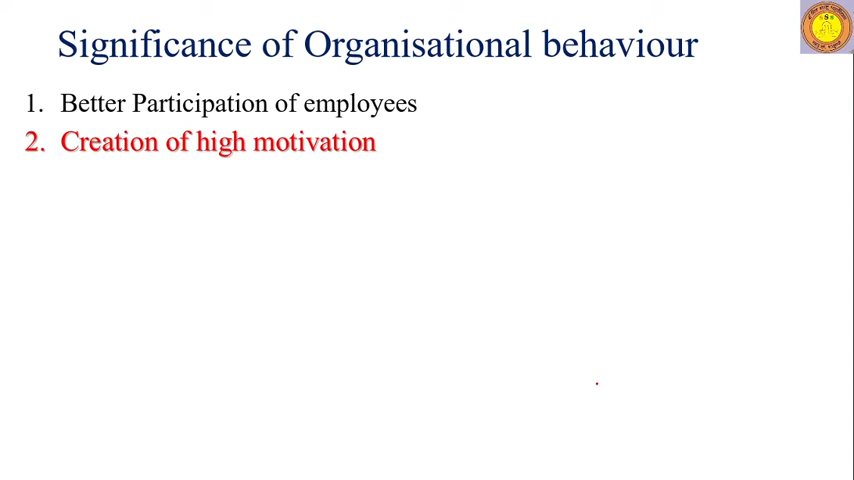 Significance of Organisational behaviour
1. Better Participation of employees
2. Creation of high motivation